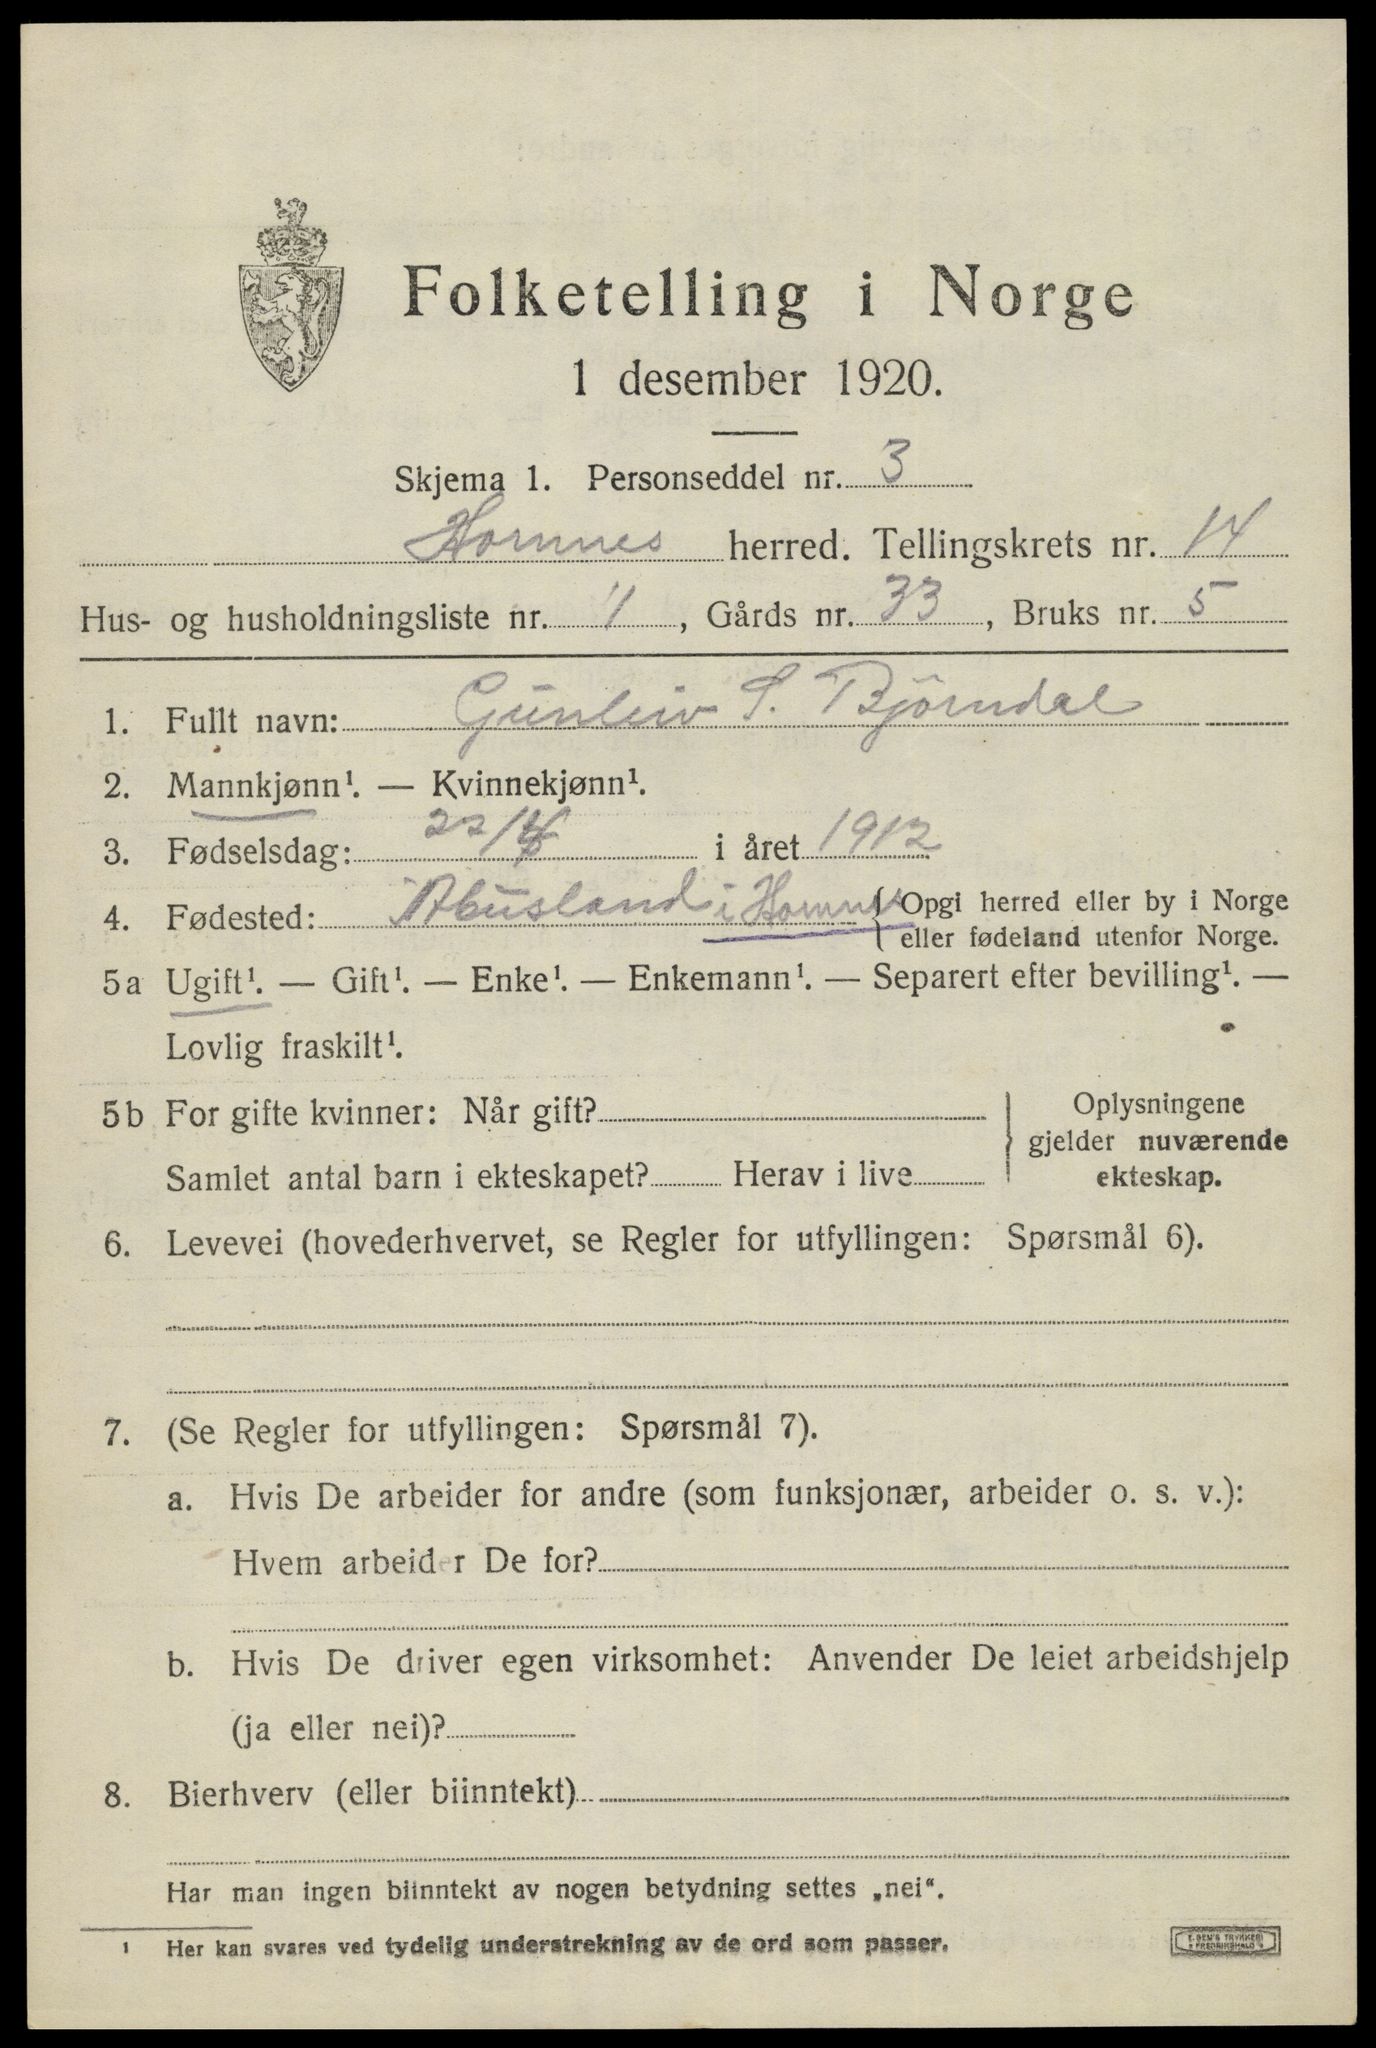 Folketelling i Norge
1 desember 1920.
Skjema 1. Personseddel nr. 3
Hornnes herred. Tellingskrets nr. 14
Hus- og husholdningsliste nr. 11, Gårds nr. 33, Bruks nr. 5
1. Fullt navn: Gunleiv S. Björndal
2. Mannkjønn¹. — Kvinnekjønn¹.
3. Fødselsdag: 22/4 i året 1912
4. Fødested: Abusland i Hornnes { Opgi herred eller by i Norge
eller fødeland utenfor Norge.
5a Ugift¹. — Gift¹. — Enke¹. — Enkemann¹. — Separert efter bevilling¹. —
Lovlig fraskilt¹.
5b For gifte kvinner: Når gift?
Samlet antal barn i ekteskapet? Herav i live
Oplysningene
gjelder nuværende
ekteskap.
6. Levevei (hovederhvervet, se Regler for utfyllingen: Spørsmål 6).
7. (Se Regler for utfyllingen: Spørsmål 7).
a. Hvis De arbeider for andre (som funksjonær, arbeider o. s. v.):
Hvem arbeider De for?
b. Hvis De driver egen virksomhet: Anvender De leiet arbeidshjelp
(ja eller nei)?
8. Bierhverv (eller biinntekt)
Har man ingen biinntekt av nogen betydning settes „nei“.
¹ Her kan svares ved tydelig understrekning av de ord som passer.
E. SEM'S TRYKKERI
FREDRIKSHALD